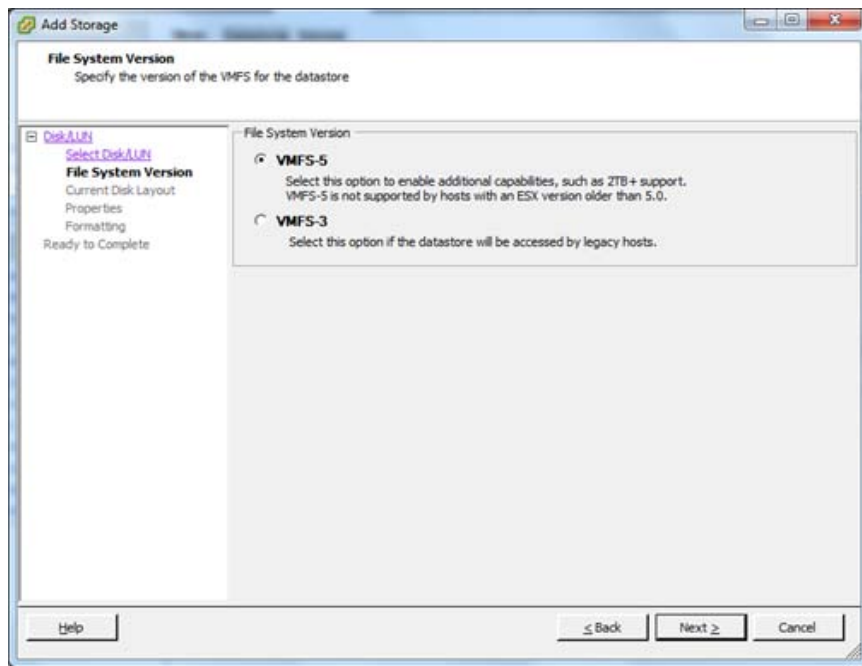 Add Storage
File System Version
Specify the version of the VMFS for the datastore
Disk/LUN
Select Disk/LUN
File System Version
Current Disk Layout
Properties
Formatting
Ready to Complete
File System Version
VMFS-5
Select this option to enable additional capabilities, such as 2TB+ support.
VMFS-5 is not supported by hosts with an ESX version older than 5.0.
VMFS-3
Select this option if the datastore will be accessed by legacy hosts.
Help
< Back
Next >
Cancel